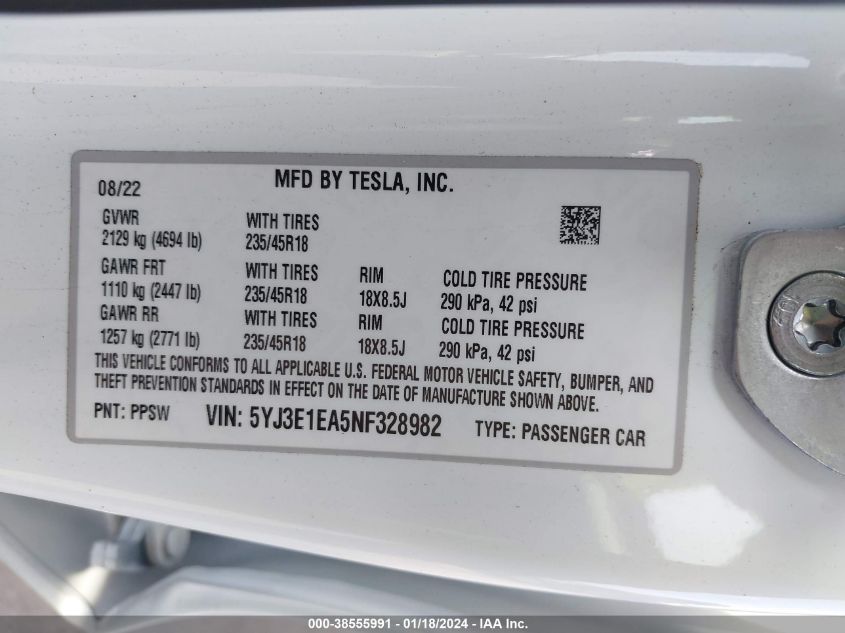 MFD BY TESLA, INC.
08/22
GVWR WITH TIRES
2129 kg (4694 lb) 235/45R18
GAWR FRT WITH TIRES RIM COLD TIRE PRESSURE
1110 kg (2447 lb) 235/45R18 18X8.5J 290 kPa, 42 psi
GAWR RR WITH TIRES RIM COLD TIRE PRESSURE
1257 kg (2771 lb) 235/45R18 18X8.5J 290 kPa, 42 psi
THIS VEHICLE CONFORMS TO ALL APPLICABLE U.S. FEDERAL MOTOR VEHICLE SAFETY, BUMPER, AND
THEFT PREVENTION STANDARDS IN EFFECT ON THE DATE OF MANUFACTURE SHOWN ABOVE.
PNT: PPSW VIN: 5YJ3E1EA5NF328982 TYPE: PASSENGER CAR
000-38555991 - 01/18/2024 - IAA Inc.